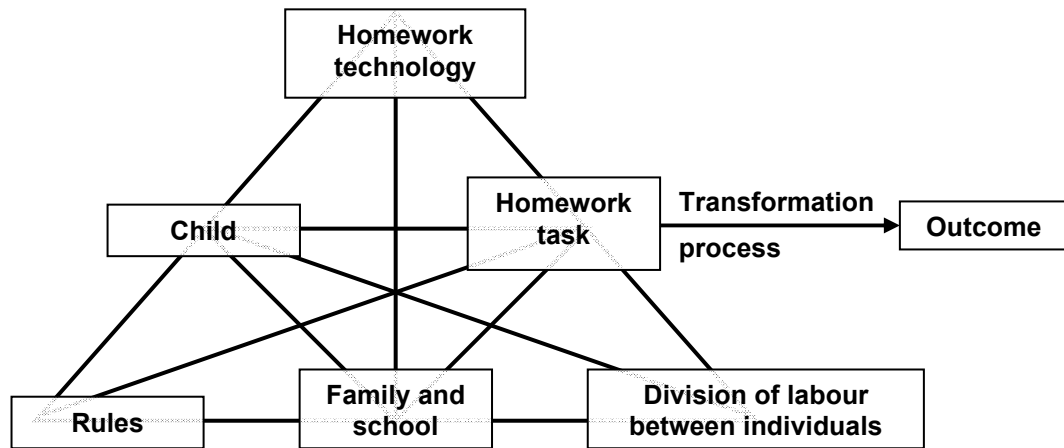 Homework
technology
Child
Homework
task
Transformation
process
Outcome
Rules
Family and
school
Division of labour
between individuals